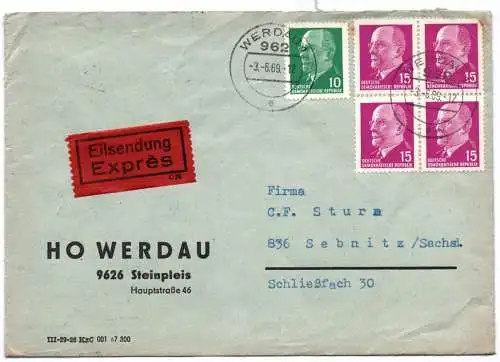 WERDAU
962
-3.-6.69.-12
e
10
DEUTSCHE
DEMOKRATISCHE REPUBLIK
15
DEUTSCHE
DEMOKRATISCHE REPUBLIK
15
DEUTSCHE
DEMOKRATISCHE REPUBLIK
15
DEUTSCHE
DEMOKRATISCHE REPUBLIK
15
DEUTSCHE
DEMOKRATISCHE REPUBLIK
Eilsendung
Exprès
Firma
C.F. Sturm
836 Sebnitz/Sachs.
Schließfach 30
HO WERDAU
9626 Steinpleis
Hauptstraße 46